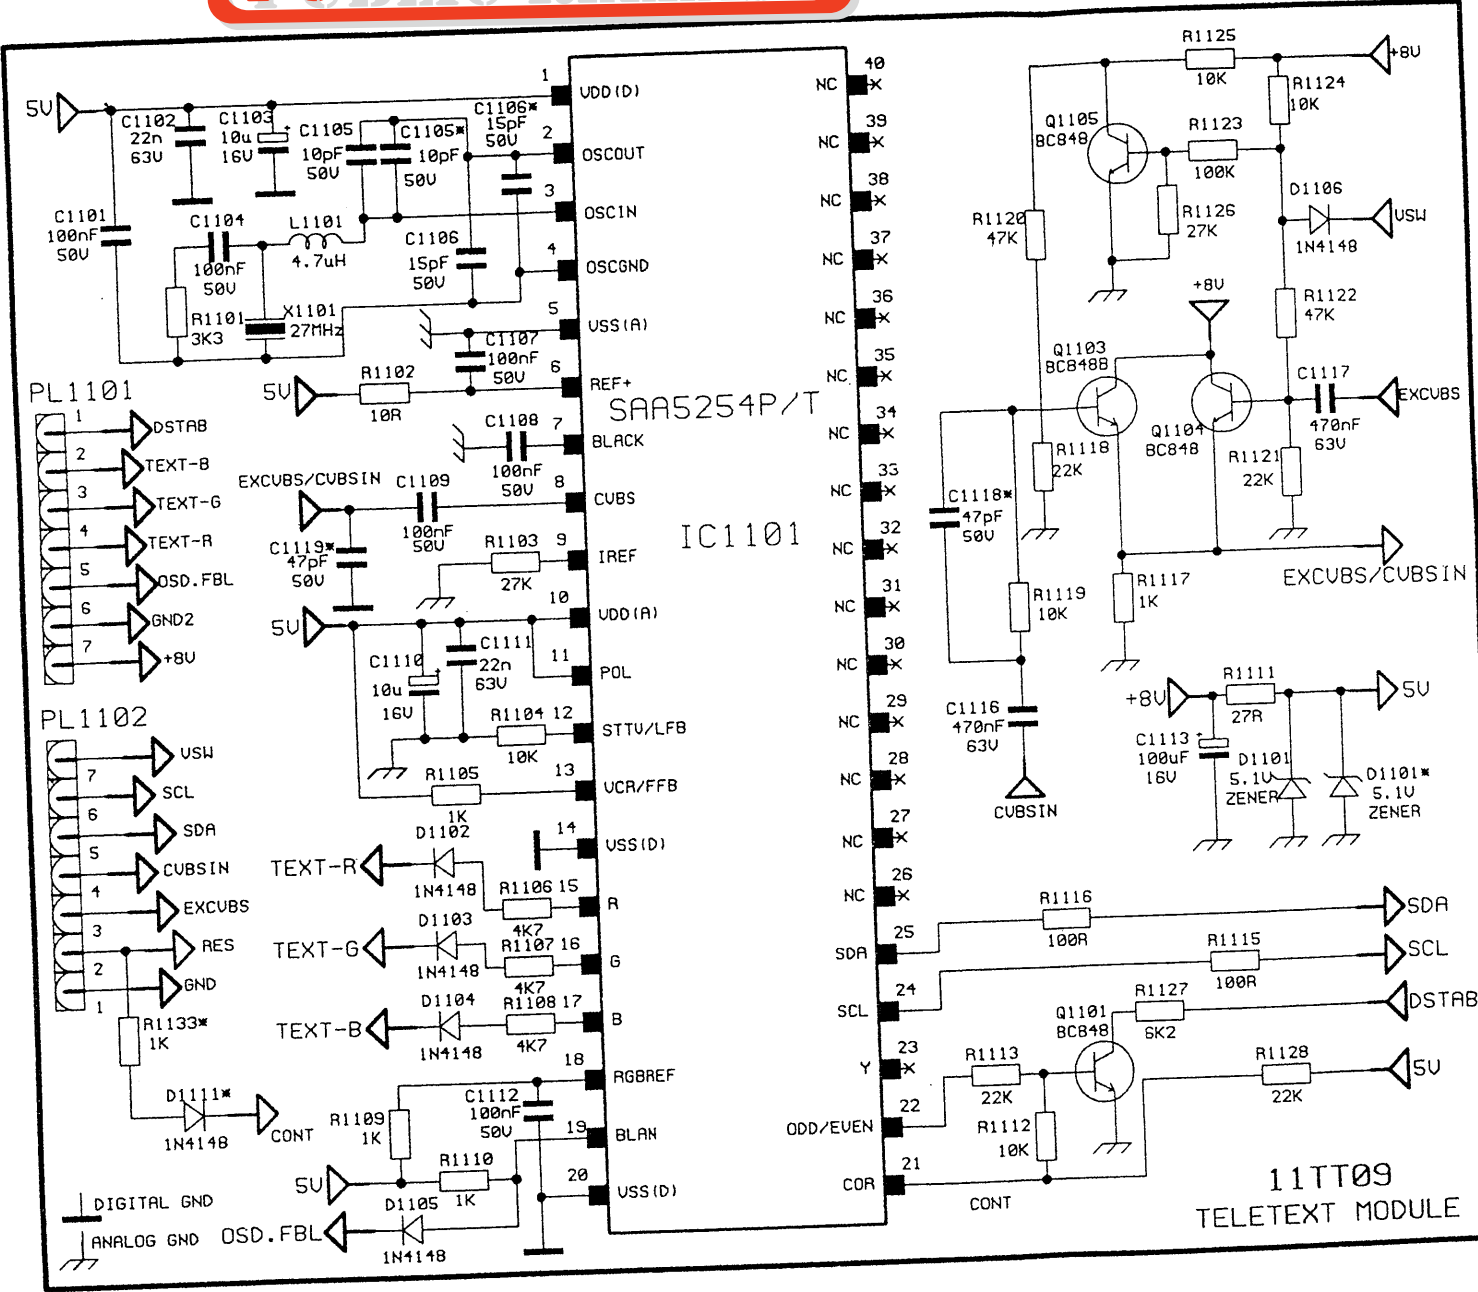 5V
C1102
22n
63V
C1103
10u
16V
+
C1105
10pF
50V
C1105*
10pF
50V
C1106*
15pF
50V
C1101
100nF
50V
C1104
100nF
50V
L1101
4.7uH
C1106
15pF
50V
R1101
3K3
X1101
27MHz
C1107
100nF
50V
5V
R1102
10R
C1108
100nF
50V
EXCVBS/CVBSIN
C1109
100nF
50V
C1119*
47pF
50V
R1103
27K
5V
C1110
10u
16V
+
C1111
22n
63V
R1104
10K
R1105
1K
TEXT-R
D1102
1N4148
R1106
4K7
TEXT-G
D1103
1N4148
R1107
4K7
TEXT-B
D1104
1N4148
R1108
4K7
R1109
1K
C1112
100nF
50V
5V
R1110
1K
OSD.FBL
D1105
1N4148
PL1101
1
DSTAB
2
TEXT-B
3
TEXT-G
4
TEXT-R
5
OSD.FBL
6
GND2
7
+8V
PL1102
VSW
7
SCL
6
SDA
5
CVBSIN
4
EXCVBS
3
RES
2
GND
1
R1133*
1K
D1111*
1N4148
CONT
DIGITAL GND
ANALOG GND
SAA5254P/T
IC1101
1 VDD(D)
2 OSCOUT
3 OSCIN
4 OSCGND
5 VSS(A)
6 REF+
7 BLACK
8 CVBS
9 IREF
10 VDD(A)
11 POL
12 STTV/LFB
13 VCR/FFB
14 VSS(D)
15 R
16 G
17 B
18 RGBREF
19 BLAN
20 VSS(D)
NC 40
NC 39
NC 38
NC 37
NC 36
NC 35
NC 34
NC 33
NC 32
NC 31
NC 30
NC 29
NC 28
NC 27
NC 26
SDA 25
SCL 24
Y 23
ODD/EVEN 22
COR 21
R1125
10K
+8V
R1124
10K
Q1105
BC848
R1123
100K
R1120
47K
R1126
27K
D1106
1N4148
VSW
+8V
R1122
47K
Q1103
BC848B
Q1104
BC848
C1117
470nF
63V
EXCVBS
R1118
22K
R1121
22K
C1118*
47pF
50V
EXCVBS/CVBSIN
R1119
10K
R1117
1K
C1116
470nF
63V
CVBSIN
+8V
R1111
27R
5V
C1113
100uF
16V
+
D1101
5.1V
ZENER
D1101*
5.1V
ZENER
R1116
100R
SDA
R1115
100R
SCL
Q1101
BC848
R1127
6K2
DSTAB
R1113
22K
R1128
22K
5V
R1112
10K
CONT
11TT09
TELETEXT MODULE